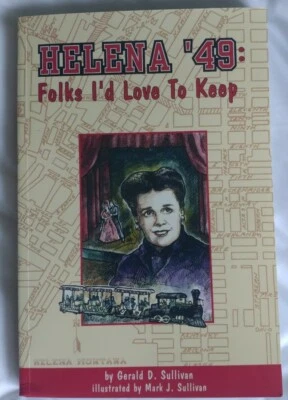 HELENA '49:
Folks I'd Love To Keep
HELENA MONTANA
by Gerald D. Sullivan
illustrated by Mark J. Sullivan